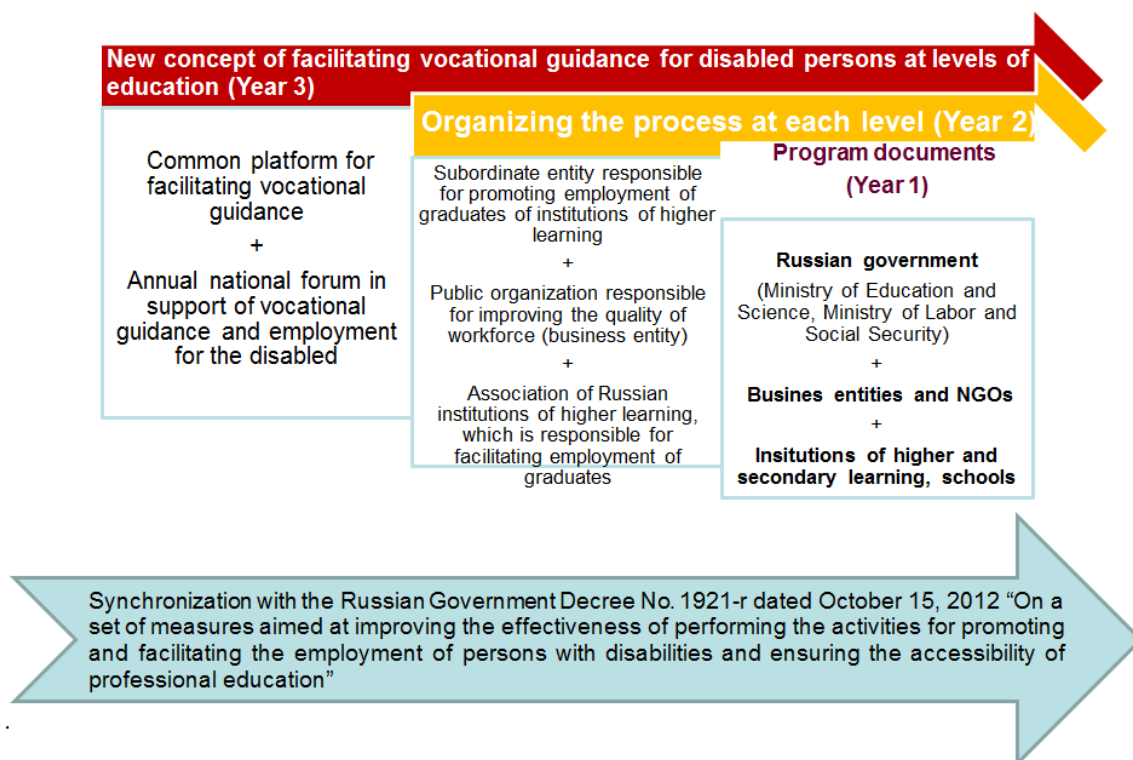 New concept of facilitating vocational guidance for disabled persons at levels of
education (Year 3)
Common platform for
facilitating vocational
guidance
+
Annual national forum in
support of vocational
guidance and employment
for the disabled
Organizing the process at each level (Year 2)
Subordinate entity responsible
for promoting employment of
graduates of institutions of higher
learning
+
Public organization responsible
for improving the quality of
workforce (business entity)
+
Association of Russian
institutions of higher learning,
which is responsible for
facilitating employment of
graduates
Program documents
(Year 1)
Russian government
(Ministry of Education and
Science, Ministry of Labor and
Social Security)
+
Busines entities and NGOs
+
Insitutions of higher and
secondary learning, schools
Synchronization with the Russian Government Decree No. 1921-r dated October 15, 2012 “On a
set of measures aimed at improving the effectiveness of performing the activities for promoting
and facilitating the employment of persons with disabilities and ensuring the accessibility of
professional education”
.